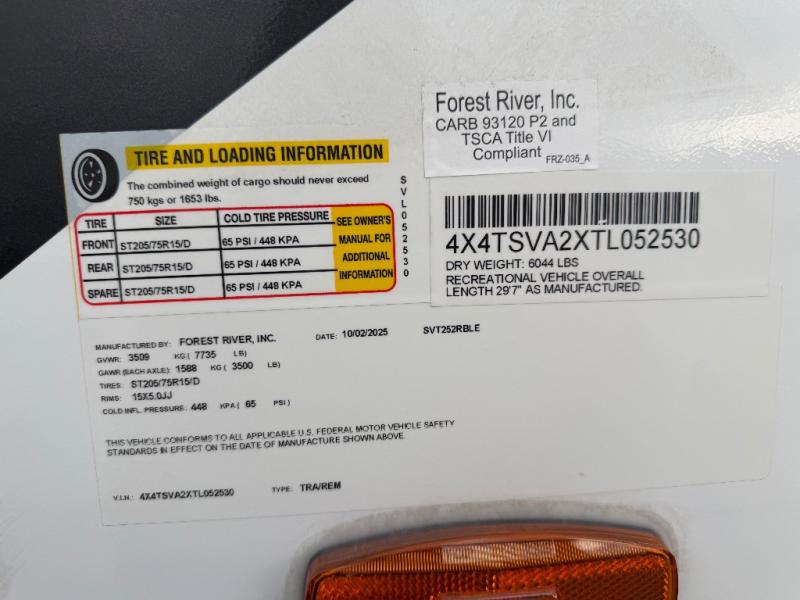 Forest River, Inc.
CARB 93120 P2 and
TSCA Title VI
Compliant
FRZ-035_A
TIRE AND LOADING INFORMATION
The combined weight of cargo should never exceed
750 kgs or 1653 lbs.
TIRE SIZE COLD TIRE PRESSURE
FRONT ST205/75R15/D 65 PSI / 448 KPA
REAR ST205/75R15/D 65 PSI / 448 KPA
SPARE ST205/75R15/D 65 PSI / 448 KPA
SEE OWNER'S
MANUAL FOR
ADDITIONAL
INFORMATION
SVL052530
4X4TSVA2XTL052530
DRY WEIGHT: 6044 LBS
RECREATIONAL VEHICLE OVERALL
LENGTH 29'7" AS MANUFACTURED.
MANUFACTURED BY: FOREST RIVER, INC. DATE: 10/02/2025 SVT252RBLE
GVWR: 3509 KG ( 7735 LB)
GAWR (EACH AXLE): 1588 KG ( 3500 LB)
TIRES: ST205/75R15/D
RIMS: 15X5.0JJ
COLD INFL. PRESSURE: 448 KPA ( 65 PSI )
THIS VEHICLE CONFORMS TO ALL APPLICABLE U.S. FEDERAL MOTOR VEHICLE SAFETY
STANDARDS IN EFFECT ON THE DATE OF MANUFACTURE SHOWN ABOVE.
V.I.N.: 4X4TSVA2XTL052530 TYPE: TRA/REM